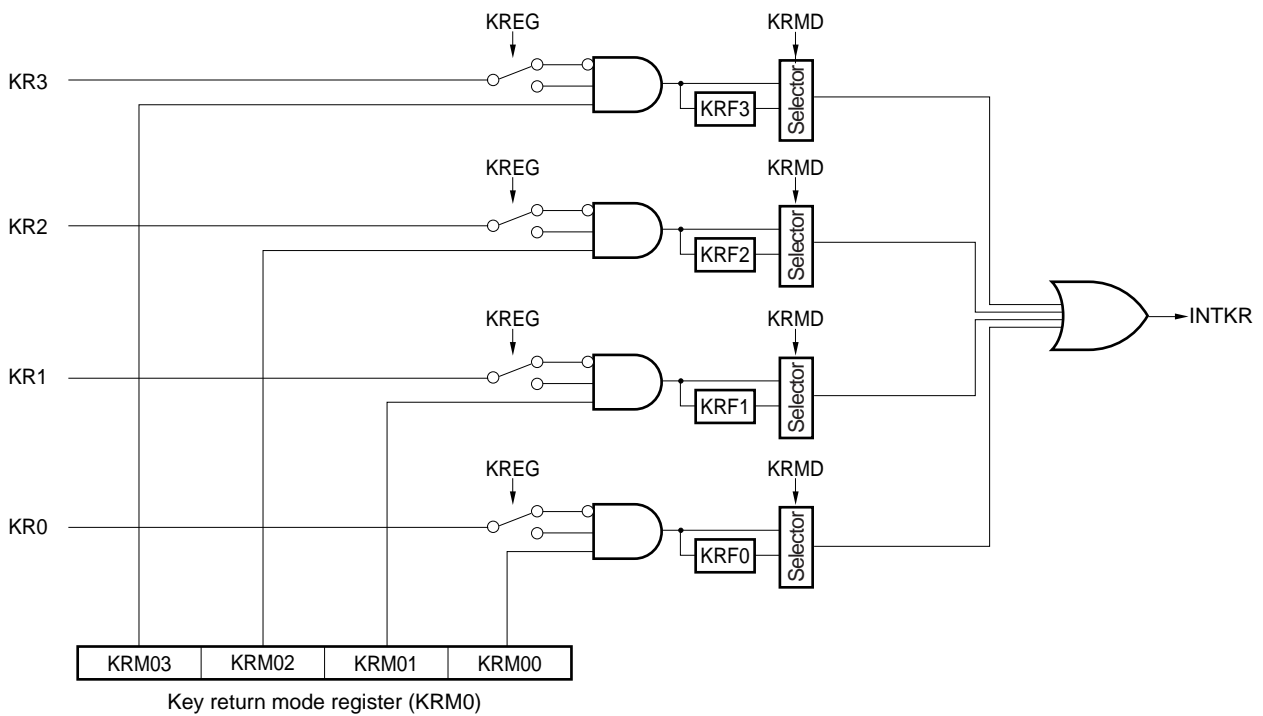 KREG
KRMD
KR3
KRF3
Selector
KREG
KRMD
KR2
KRF2
Selector
KREG
KRMD
KR1
KRF1
Selector
INTKR
KREG
KRMD
KR0
KRF0
Selector
KRM03 KRM02 KRM01 KRM00
Key return mode register (KRM0)